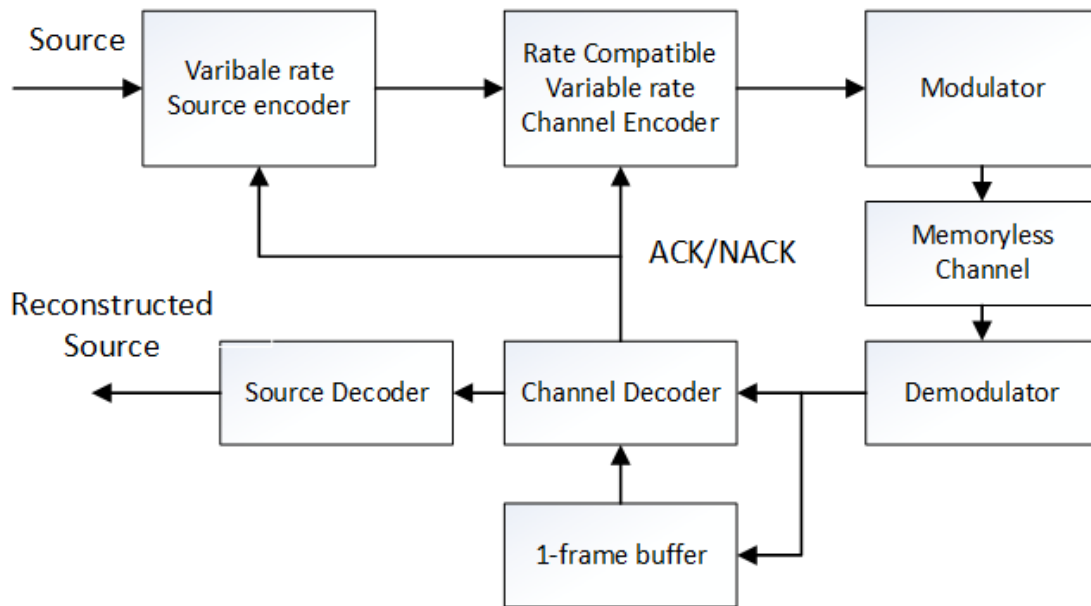 Source
Varibale rate
Source encoder
Rate Compatible
Variable rate
Channel Encoder
Modulator
Memoryless
Channel
ACK/NACK
Reconstructed
Source
Source Decoder
Channel Decoder
Demodulator
1-frame buffer